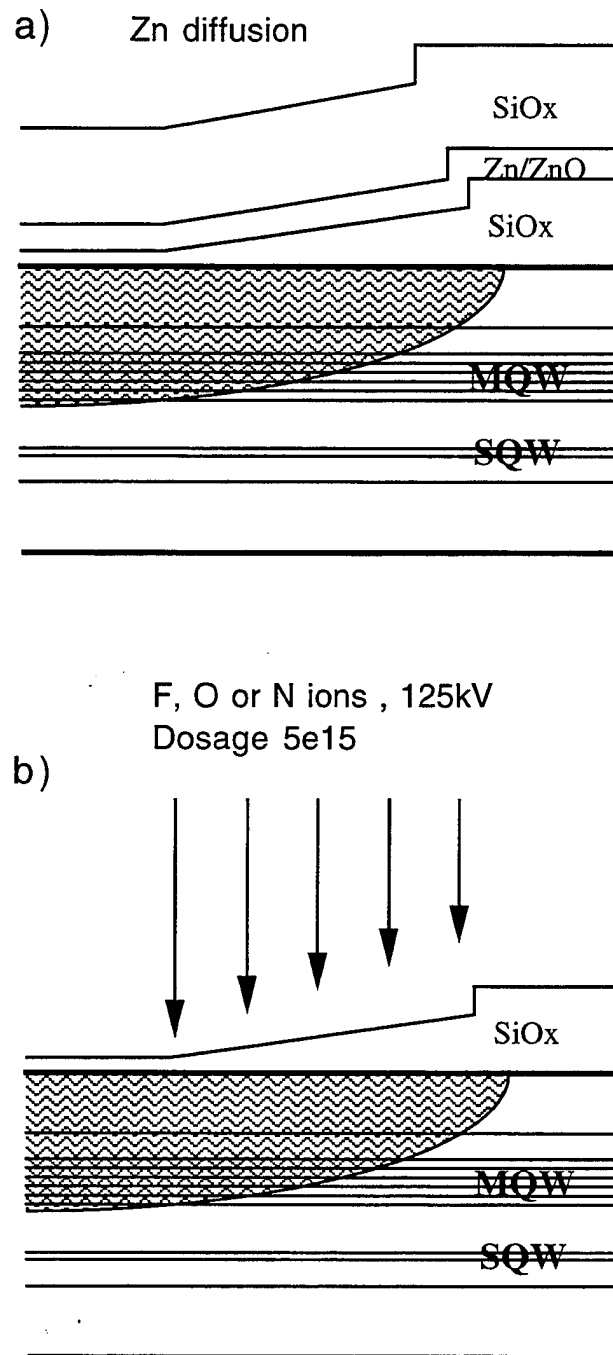 a) Zn diffusion
SiOx
Zn/ZnO
SiOx
MQW
SQW
F, O or N ions , 125kV
Dosage 5e15
b)
SiOx
MQW
SQW